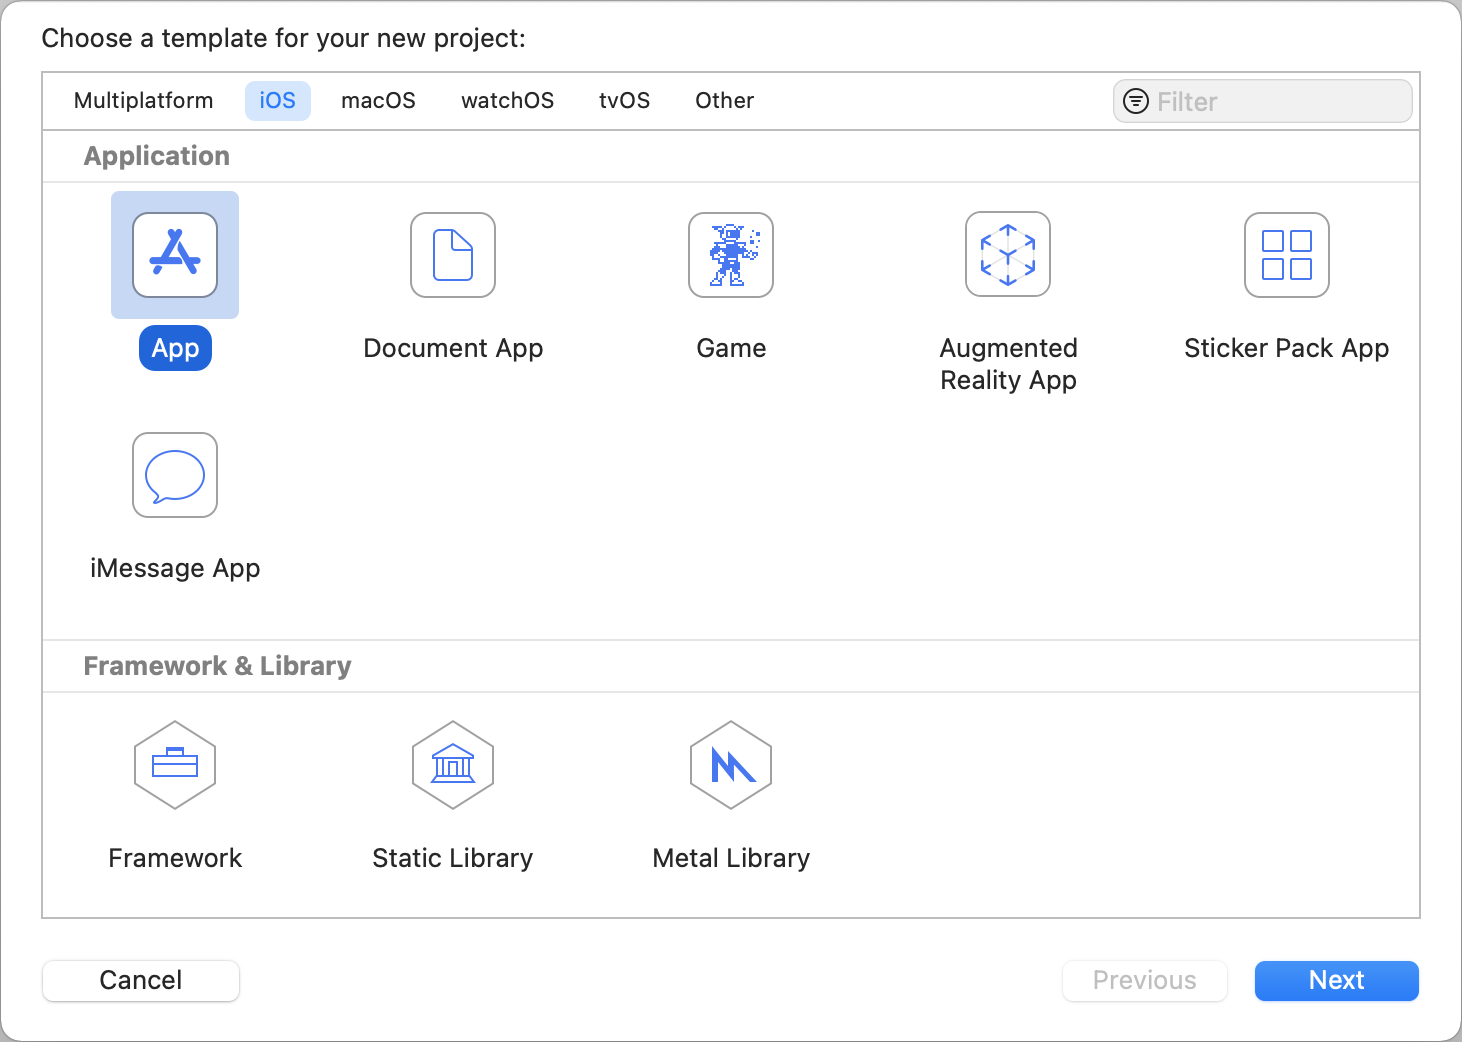 Choose a template for your new project:
Multiplatform iOS macOS watchOS tvOS Other Filter
Application
App Document App Game Augmented Reality App Sticker Pack App
iMessage App
Framework & Library
Framework Static Library Metal Library
Cancel Previous Next